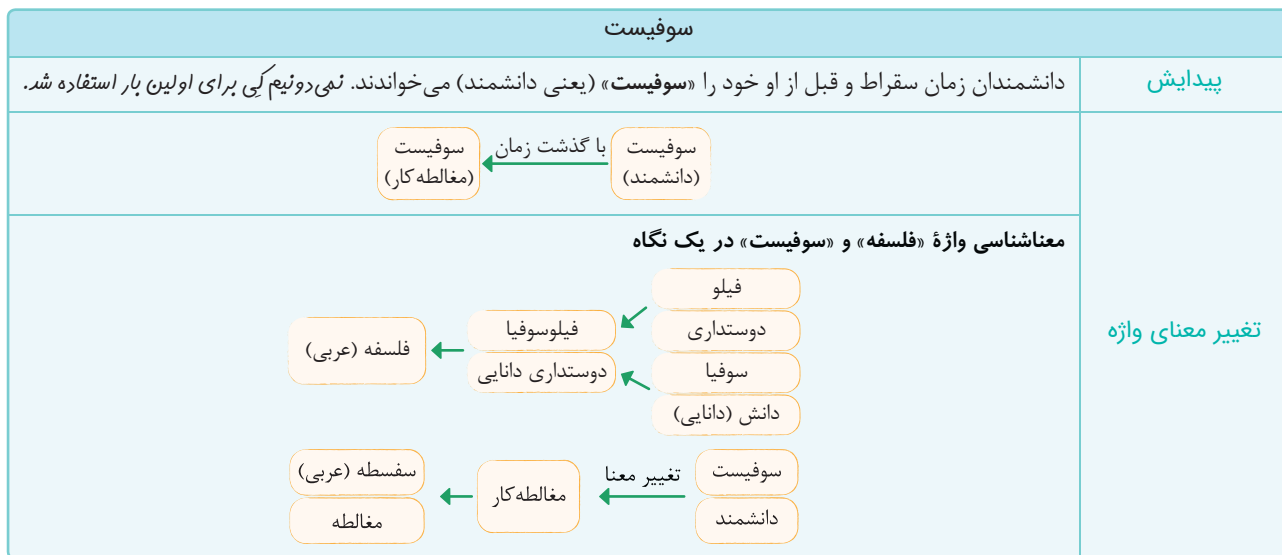 سوفیست
پیدایش
دانشمندان زمان سقراط و قبل از او خود را «سوفیست» (یعنی دانشمند) می‌خواندند. نمی‌دونیم کِی برای اولین بار استفاده شد.
تغییر معنای واژه
سوفیست
(دانشمند)
با گذشت زمان
سوفیست
(مغالطه‌کار)
معناشناسی واژهٔ «فلسفه» و «سوفیست» در یک نگاه
فیلو
دوستداری
سوفیا
دانش (دانایی)
فیلوسوفیا
دوستداری دانایی
فلسفه (عربی)
سوفیست
دانشمند
تغییر معنا
مغالطه‌کار
سفسطه (عربی)
مغالطه